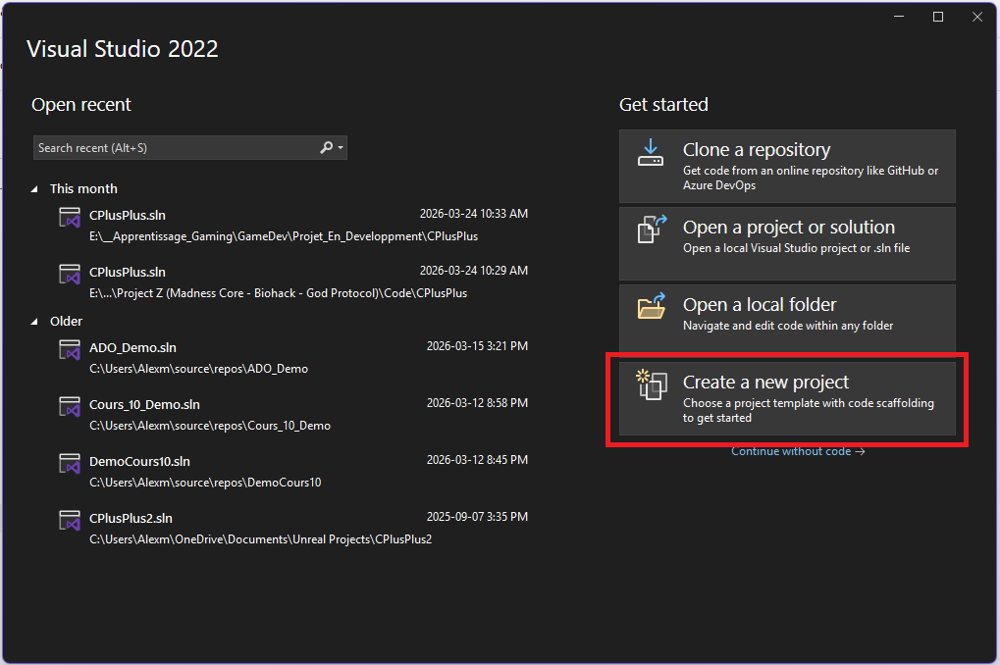 Visual Studio 2022
Open recent
Search recent (Alt+S)
This month
CPlusPlus.sln 2026-03-24 10:33 AM
E:\__Apprentissage_Gaming\GameDev\Projet_En_Developpment\CPlusPlus
CPlusPlus.sln 2026-03-24 10:29 AM
E:\...\Project Z (Madness Core - Biohack - God Protocol)\Code\CPlusPlus
Older
ADO_Demo.sln 2026-03-15 3:21 PM
C:\Users\Alexm\source\repos\ADO_Demo
Cours_10_Demo.sln 2026-03-12 8:58 PM
C:\Users\Alexm\source\repos\Cours_10_Demo
DemoCours10.sln 2026-03-12 8:45 PM
C:\Users\Alexm\source\repos\DemoCours10
CPlusPlus2.sln 2025-09-07 3:35 PM
C:\Users\Alexm\OneDrive\Documents\Unreal Projects\CPlusPlus2
Get started
Clone a repository
Get code from an online repository like GitHub or
Azure DevOps
Open a project or solution
Open a local Visual Studio project or .sln file
Open a local folder
Navigate and edit code within any folder
Create a new project
Choose a project template with code scaffolding
to get started
Continue without code →